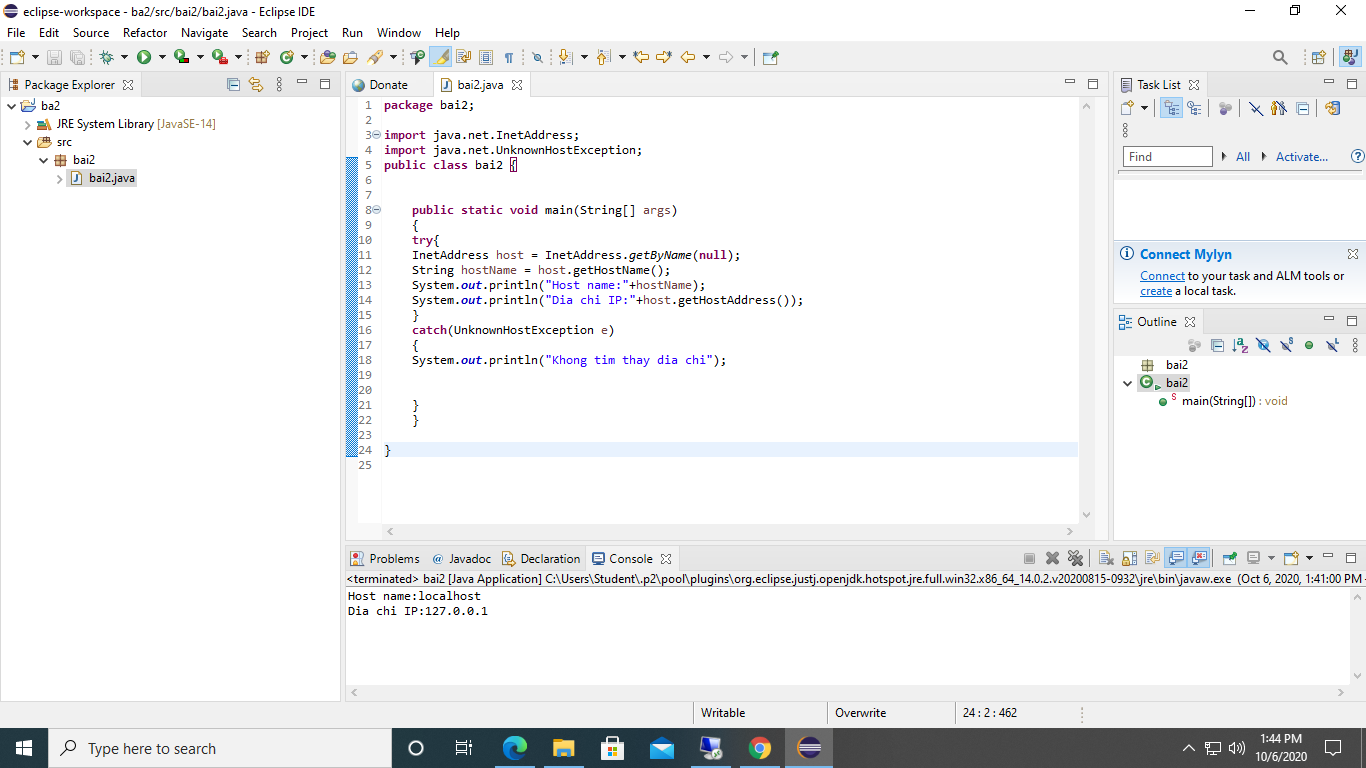 eclipse-workspace - ba2/src/bai2/bai2.java - Eclipse IDE
File Edit Source Refactor Navigate Search Project Run Window Help
Package Explorer
ba2
JRE System Library [JavaSE-14]
src
bai2
bai2.java
Donate bai2.java
1 package bai2;
2
3 import java.net.InetAddress;
4 import java.net.UnknownHostException;
5 public class bai2 {
6
7
8 public static void main(String[] args)
9 {
10 try{
11 InetAddress host = InetAddress.getByName(null);
12 String hostName = host.getHostName();
13 System.out.println("Host name:"+hostName);
14 System.out.println("Dia chi IP:"+host.getHostAddress());
15 }
16 catch(UnknownHostException e)
17 {
18 System.out.println("Khong tim thay dia chi");
19
20
21 }
22 }
23
24 }
25
Task List
Find All Activate...
Connect Mylyn
Connect to your task and ALM tools or
create a local task.
Outline
bai2
bai2
main(String[]) : void
Problems Javadoc Declaration Console
<terminated> bai2 [Java Application] C:\Users\Student\.p2\pool\plugins\org.eclipse.justj.openjdk.hotspot.jre.full.win32.x86_64_14.0.2.v20200815-0932\jre\bin\javaw.exe (Oct 6, 2020, 1:41:00 PM -
Host name:localhost
Dia chi IP:127.0.0.1
Writable Overwrite 24 : 2 : 462
Type here to search
1:44 PM
10/6/2020